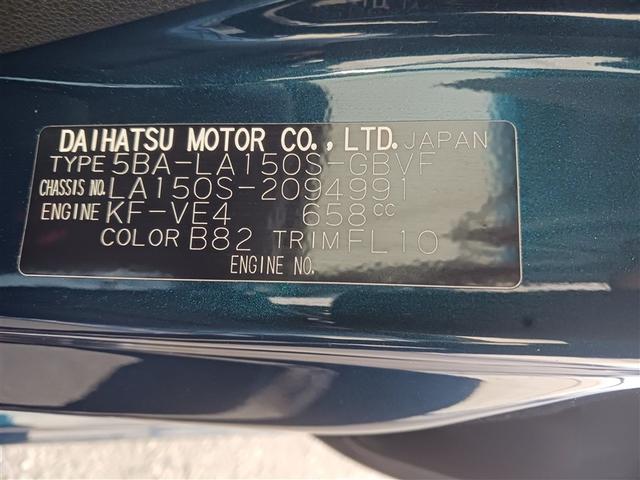 DAIHATSU MOTOR CO., LTD. JAPAN
TYPE 5BA-LA150S-GBVF
CHASSIS NO. LA150S-2094991
ENGINE KF-VE4 658cc
COLOR B82 TRIM FL10
ENGINE NO.